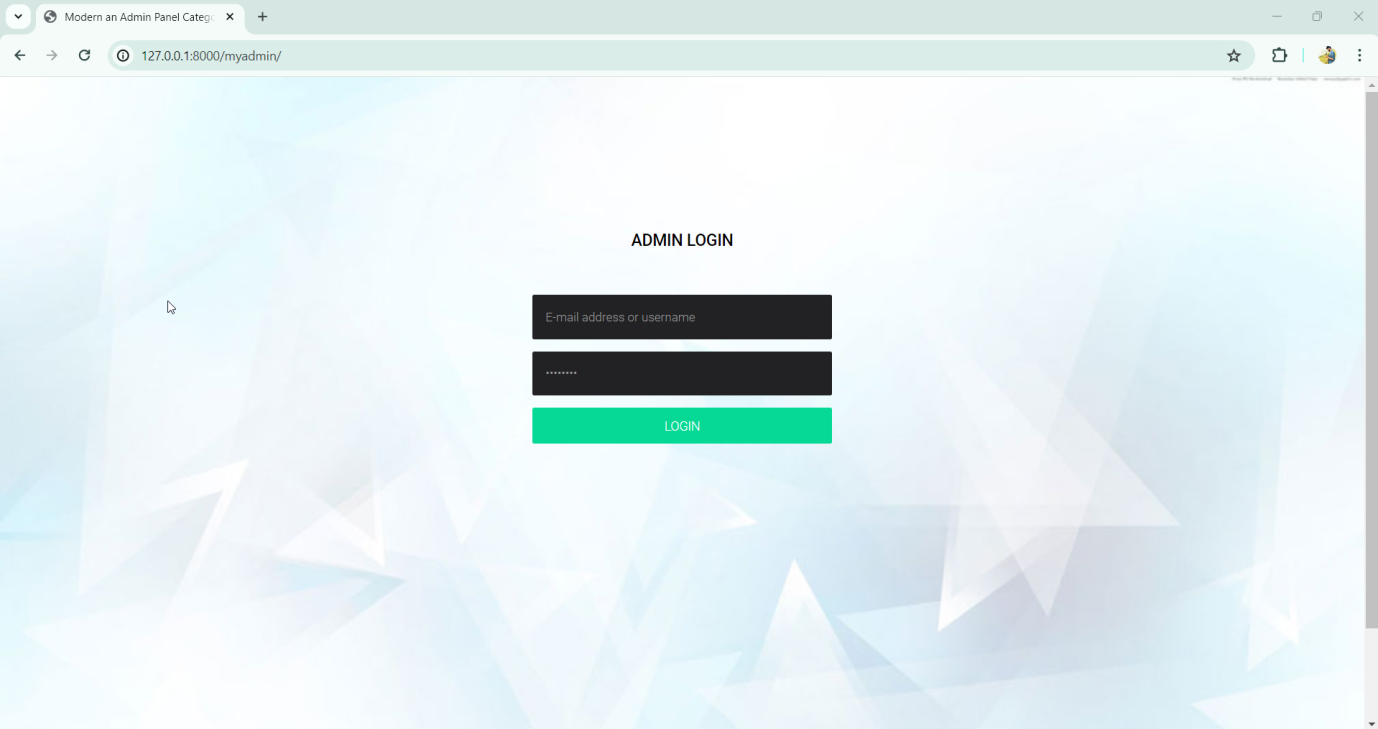 Modern an Admin Panel Categ
127.0.0.1:8000/myadmin/
ADMIN LOGIN
E-mail address or username
••••••••
LOGIN